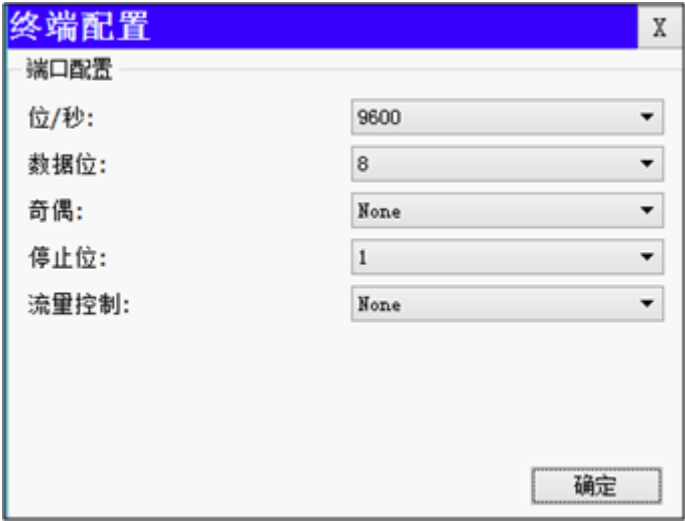 终端配置 X
端口配置
位/秒: 9600
数据位: 8
奇偶: None
停止位: 1
流量控制: None
确定